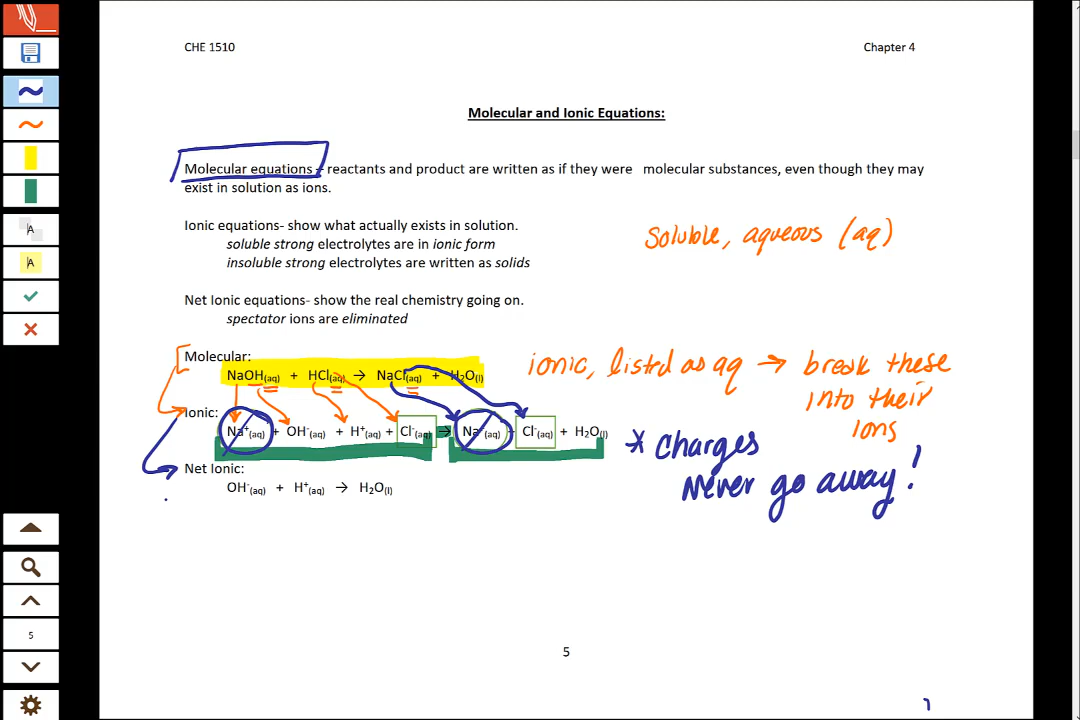 CHE 1510
Chapter 4
Molecular and Ionic Equations:
Molecular equations - reactants and product are written as if they were molecular substances, even though they may
exist in solution as ions.
Ionic equations- show what actually exists in solution.
soluble strong electrolytes are in ionic form
insoluble strong electrolytes are written as solids
soluble, aqueous (aq)
Net Ionic equations- show the real chemistry going on.
spectator ions are eliminated
Molecular:
NaOH(aq) + HCl(aq) → NaCl(aq) + H₂O(l)
ionic, listed as aq → break these
into their
ions
Ionic:
Na⁺(aq) + OH⁻(aq) + H⁺(aq) + Cl⁻(aq) → Na⁺(aq) + Cl⁻(aq) + H₂O(l)
* Charges
Never go away!
Net Ionic:
OH⁻(aq) + H⁺(aq) → H₂O(l)
5
A
A
5